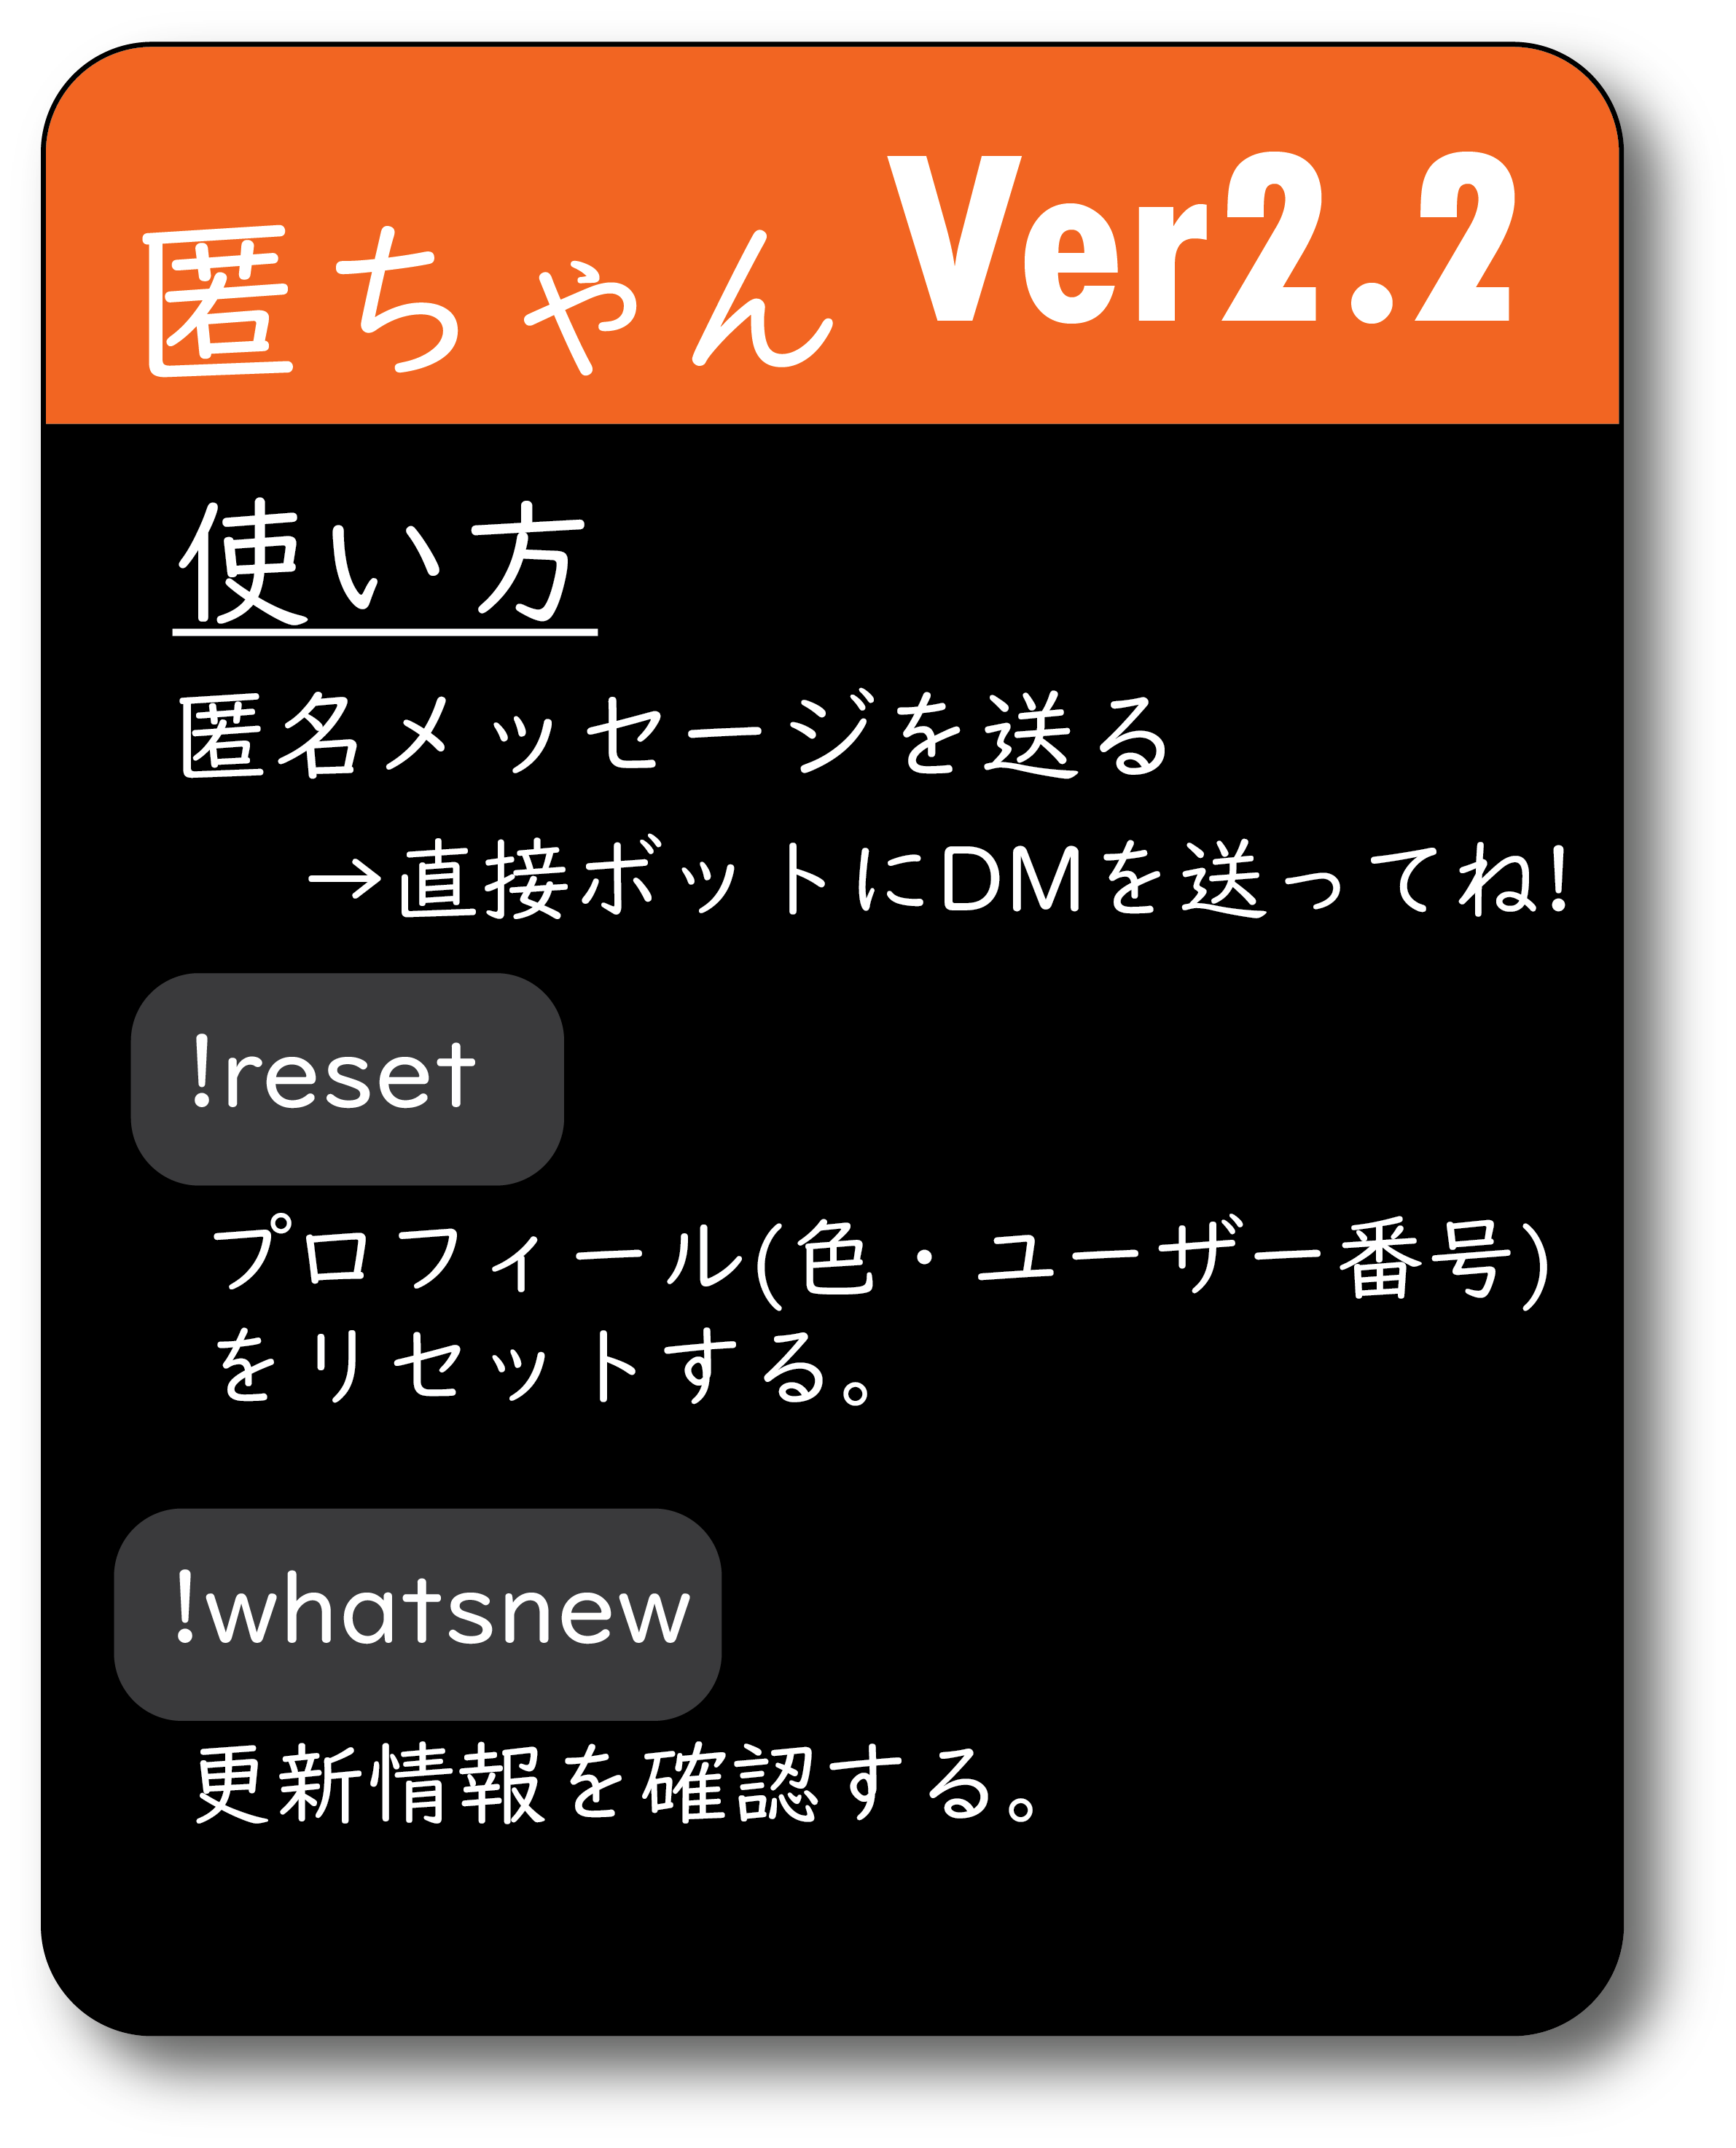 匿ちゃん Ver2.2
使い方
匿名メッセージを送る
→直接ボットにDMを送ってね!
!reset
プロフィール(色・ユーザー番号)
をリセットする。
!whatsnew
更新情報を確認する。